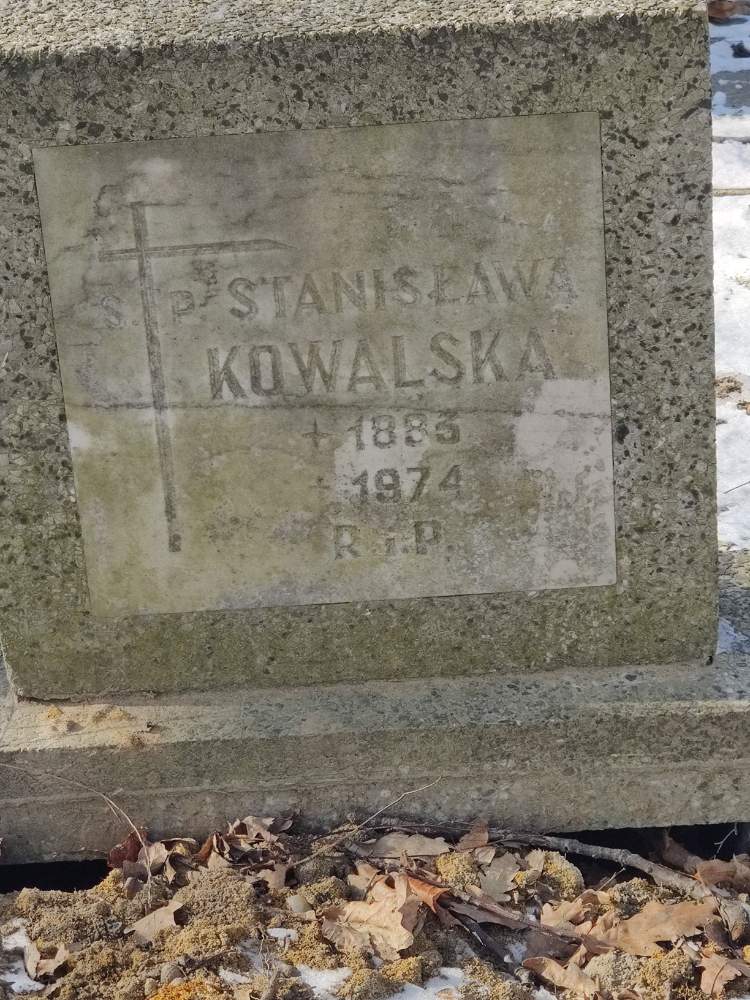 S. P. STANISŁAWA
KOWALSKA
+ 1883
1974
R.i.P.